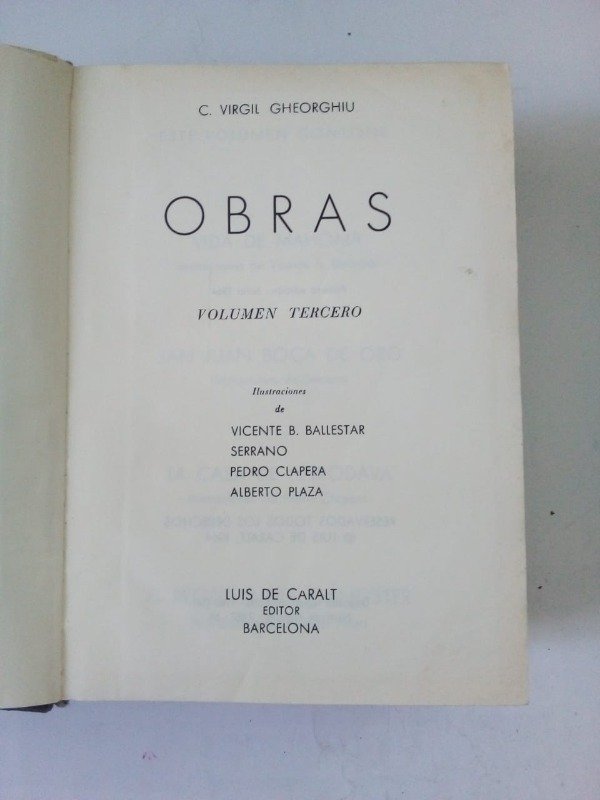 C. VIRGIL GHEORGHIU
OBRAS
VOLUMEN TERCERO
Ilustraciones
de
VICENTE B. BALLESTAR
SERRANO
PEDRO CLAPERA
ALBERTO PLAZA
LUIS DE CARALT
EDITOR
BARCELONA